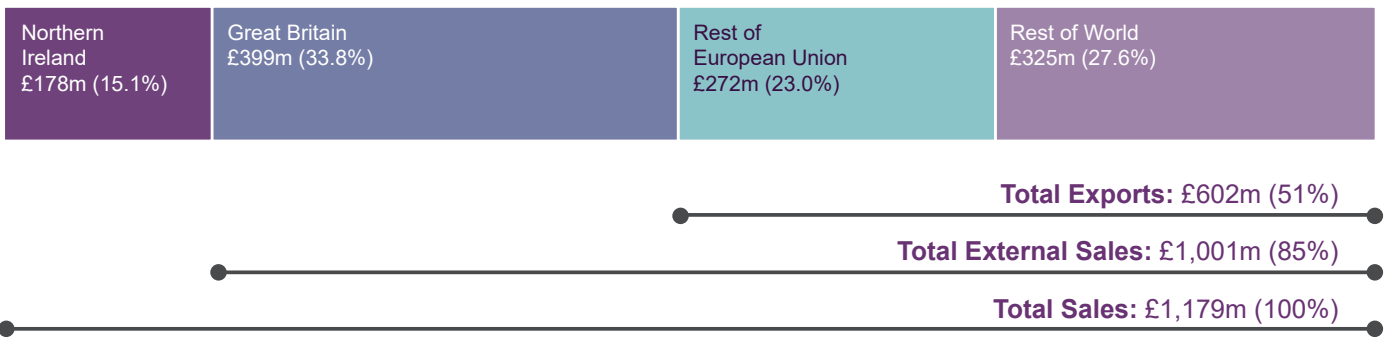 Northern
Ireland
£178m (15.1%)
Great Britain
£399m (33.8%)
Rest of
European Union
£272m (23.0%)
Rest of World
£325m (27.6%)
Total Exports: £602m (51%)
Total External Sales: £1,001m (85%)
Total Sales: £1,179m (100%)